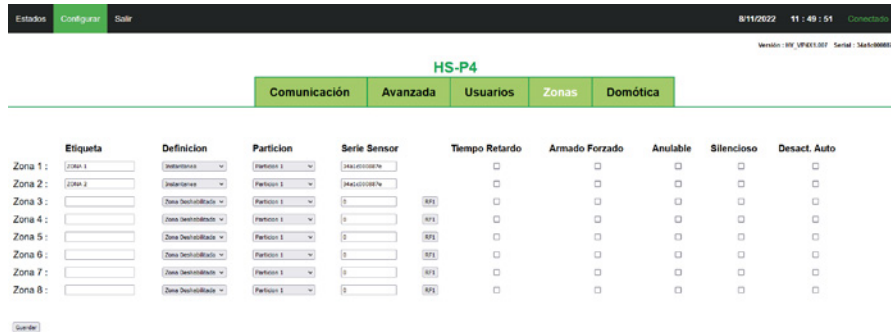 Estados Configurar Salir 8/11/2022 11 : 49 : 51 Conectado
Versión : HV_VP4X1.007 Serial :
HS-P4
Comunicación Avanzada Usuarios Zonas Domótica
Etiqueta Definicion Particion Serie Sensor Tiempo Retardo Armado Forzado Anulable Silencioso Desact. Auto
Zona 1 : ZONA 1 Instantanea Particion 1
Zona 2 : ZONA 2 Instantanea Particion 1
Zona 3 : Zona Deshabilitada Particion 1 0 RF1
Zona 4 : Zona Deshabilitada Particion 1 0 RF1
Zona 5 : Zona Deshabilitada Particion 1 0 RF1
Zona 6 : Zona Deshabilitada Particion 1 0 RF1
Zona 7 : Zona Deshabilitada Particion 1 0 RF1
Zona 8 : Zona Deshabilitada Particion 1 0 RF1
Guardar